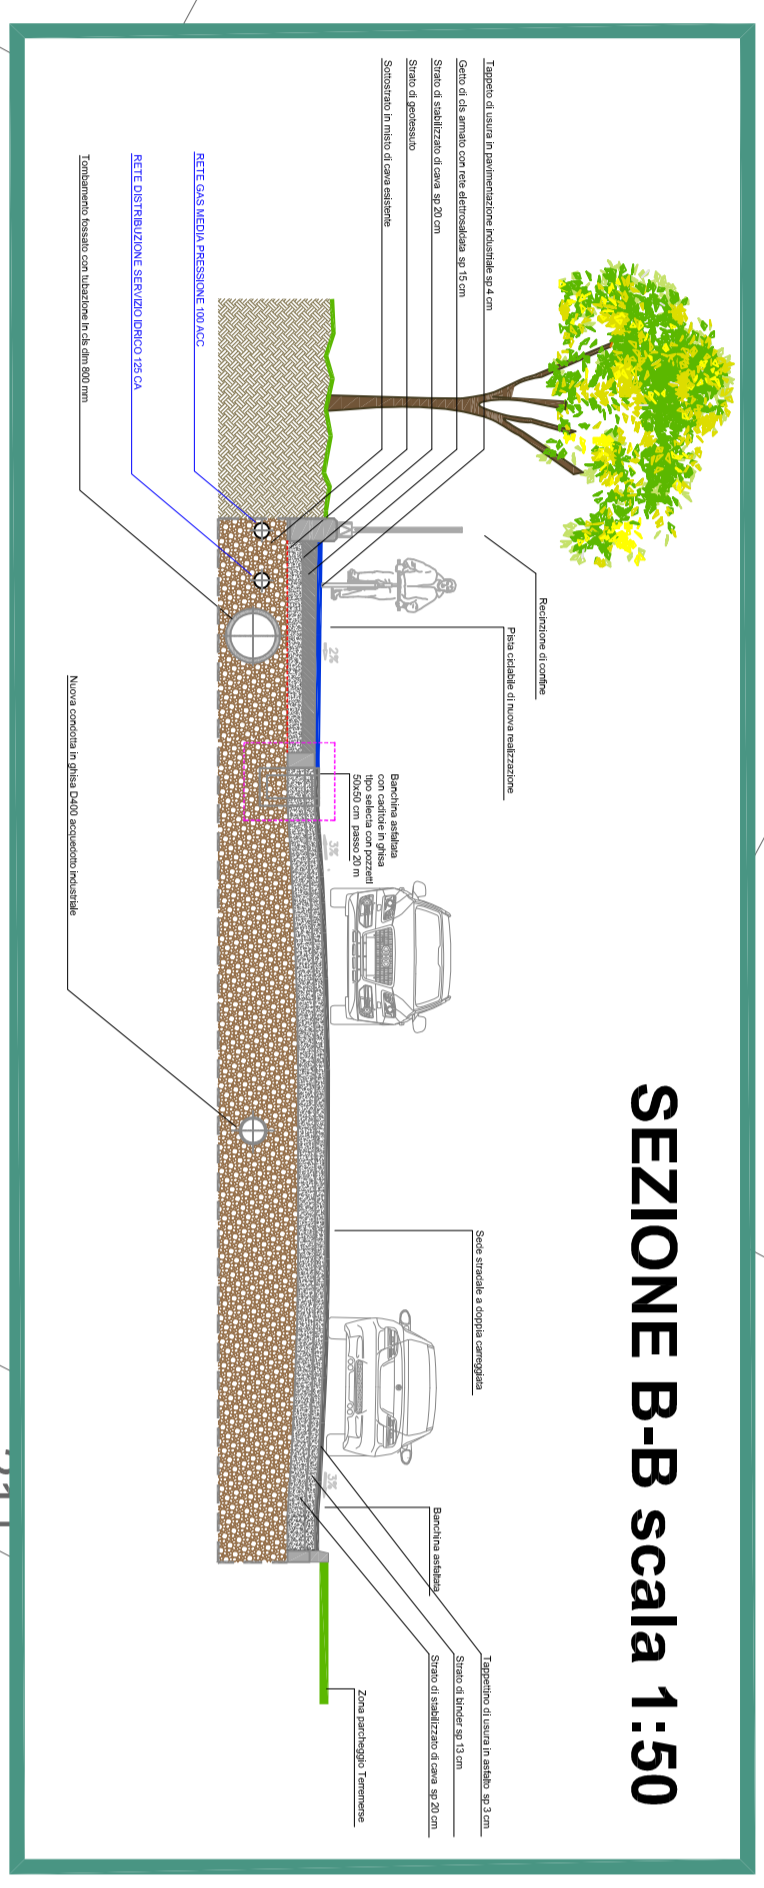 SEZIONE B-B scala 1:50
Tappeto di usura in pavimentazione industriale sp 4 cm
Getto di cls armato con rete elettrosaldata sp 15 cm
Strato di stabilizzato di cava sp 20 cm
Strato di geotessuto
Sottostrato in misto di cava esistente
RETE GAS MEDIA PRESSIONE 100 ACC
RETE DISTRIBUZIONE SERVIZIO IDRICO 125 CA
Tombamento fossato con tubazione in cls dim 800 mm
Recinzione di confine
Pista ciclabile di nuova realizzazione
2%
Banchina asfaltata
con caditoie in ghisa
tipo selecta con pozzetti
50x50 cm passo 20 m
3%
Nuova condotta in ghisa D400 acquedotto industriale
Sede stradale a doppia carreggiata
3%
Banchina asfaltata
Tappettino di usura in asfalto sp 3 cm
Strato di binder sp 13 cm
Strato di stabilizzato di cava sp 20 cm
Zona parcheggio Terremerse